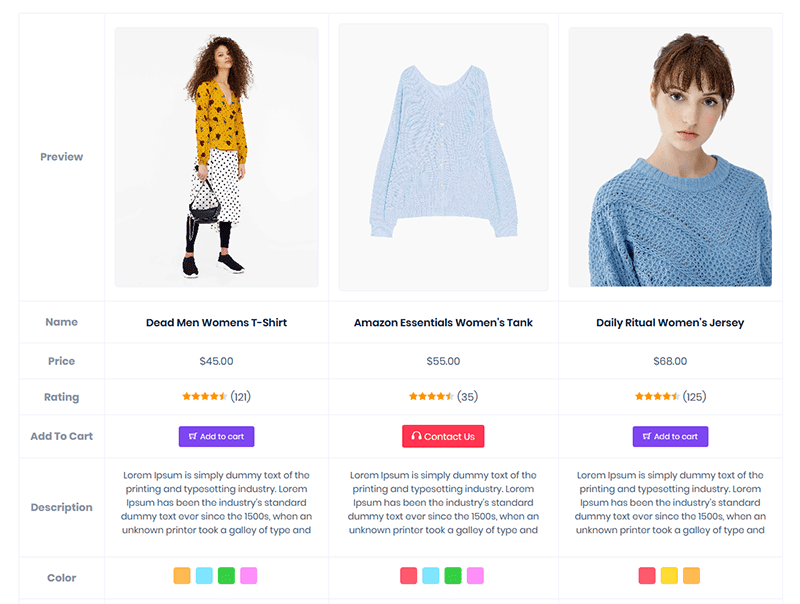 Preview
Name
Dead Men Womens T-Shirt
Amazon Essentials Women's Tank
Daily Ritual Women's Jersey
Price
$45.00
$55.00
$68.00
Rating
(121)
(35)
(125)
Add To Cart
Add to cart
Contact Us
Add to cart
Description
Lorem Ipsum is simply dummy text of the
printing and typesetting industry. Lorem
Ipsum has been the industry's standard
dummy text ever since the 1500s, when an
unknown printer took a galley of type and
Lorem Ipsum is simply dummy text of the
printing and typesetting industry. Lorem
Ipsum has been the industry's standard
dummy text ever since the 1500s, when an
unknown printer took a galley of type and
Lorem Ipsum is simply dummy text of the
printing and typesetting industry. Lorem
Ipsum has been the industry's standard
dummy text ever since the 1500s, when an
unknown printer took a galley of type and
Color